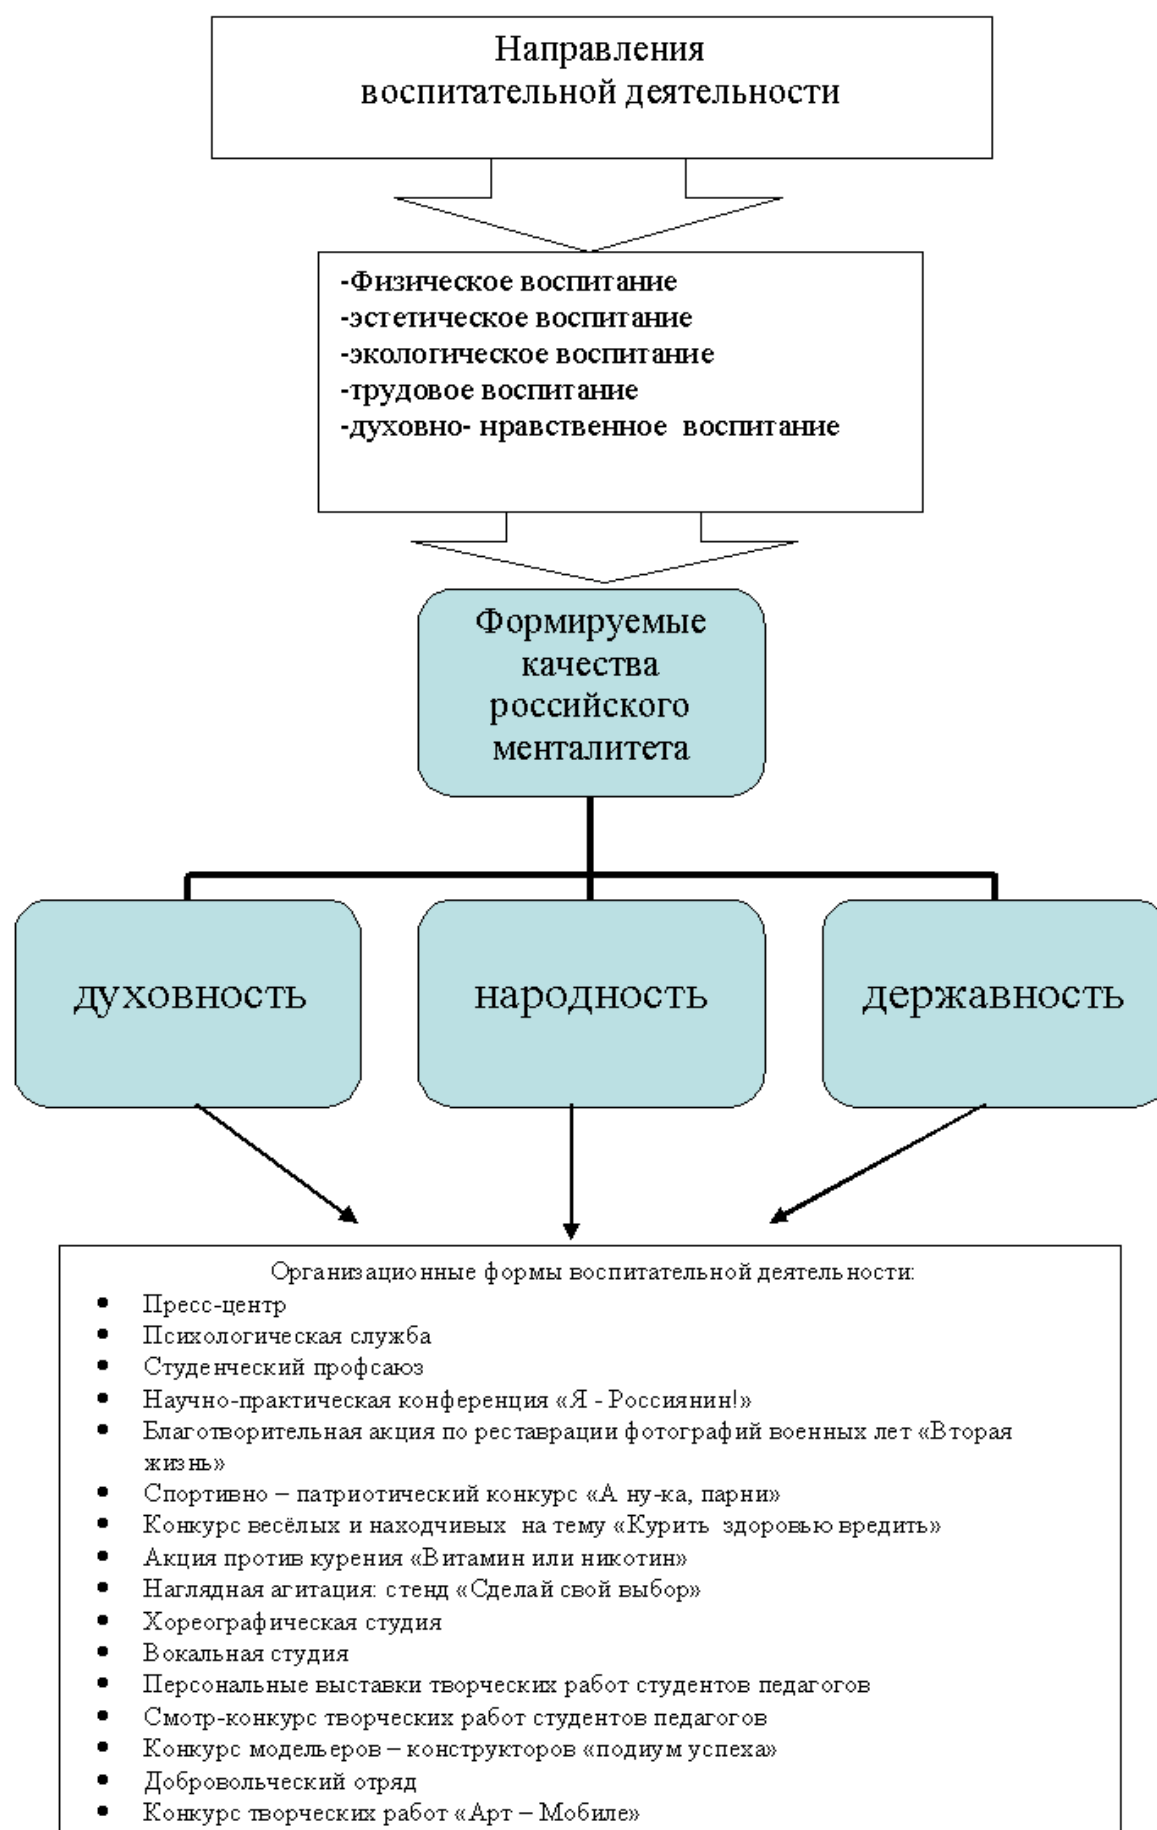 Направления
воспитательной деятельности
-Физическое воспитание
-эстетическое воспитание
-экологическое воспитание
-трудовое воспитание
-духовно- нравственное воспитание
Формируемые
качества
российского
менталитета
духовность
народность
державность
Организационные формы воспитательной деятельности:
• Пресс-центр
• Психологическая служба
• Студенческий профсаюз
• Научно-практическая конференция «Я - Россиянин!»
• Благотворительная акция по реставрации фотографий военных лет «Вторая
жизнь»
• Спортивно – патриотический конкурс «А ну-ка, парни»
• Конкурс весёлых и находчивых на тему «Курить здоровью вредить»
• Акция против курения «Витамин или никотин»
• Наглядная агитация: стенд «Сделай свой выбор»
• Хореографическая студия
• Вокальная студия
• Персональные выставки творческих работ студентов педагогов
• Смотр-конкурс творческих работ студентов педагогов
• Конкурс модельеров – конструкторов «подиум успеха»
• Добровольческий отряд
• Конкурс творческих работ «Арт – Мобиле»